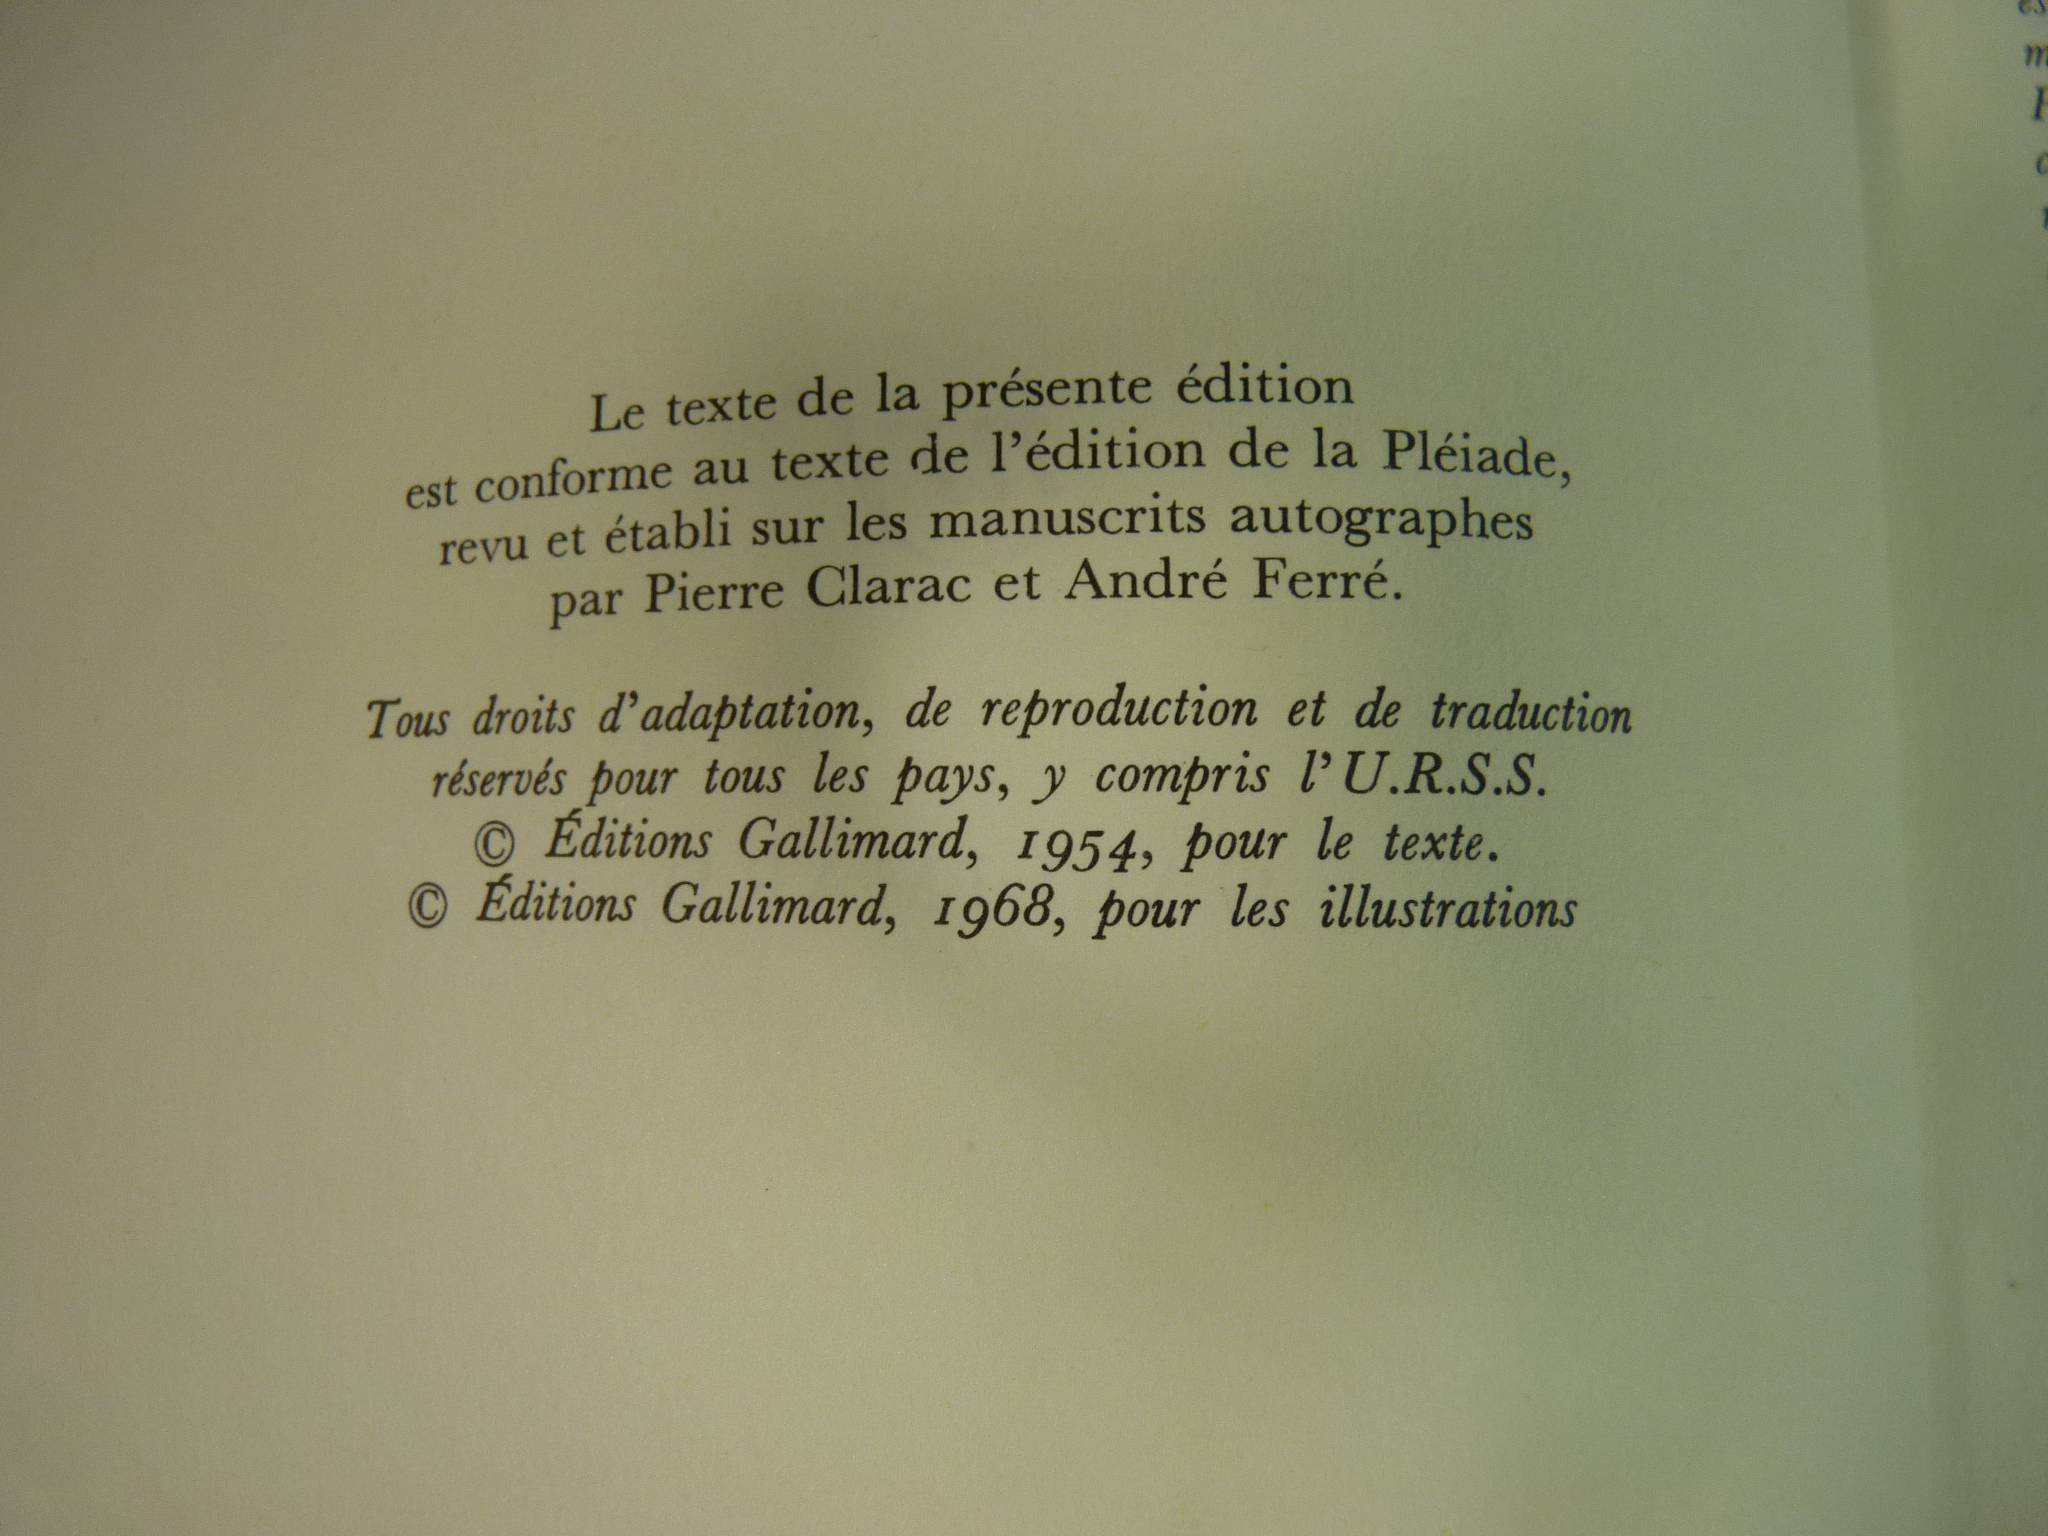 Le texte de la présente édition
est conforme au texte de l'édition de la Pléiade,
revu et établi sur les manuscrits autographes
par Pierre Clarac et André Ferré.
Tous droits d'adaptation, de reproduction et de traduction
réservés pour tous les pays, y compris l'U.R.S.S.
© Éditions Gallimard, 1954, pour le texte.
© Éditions Gallimard, 1968, pour les illustrations